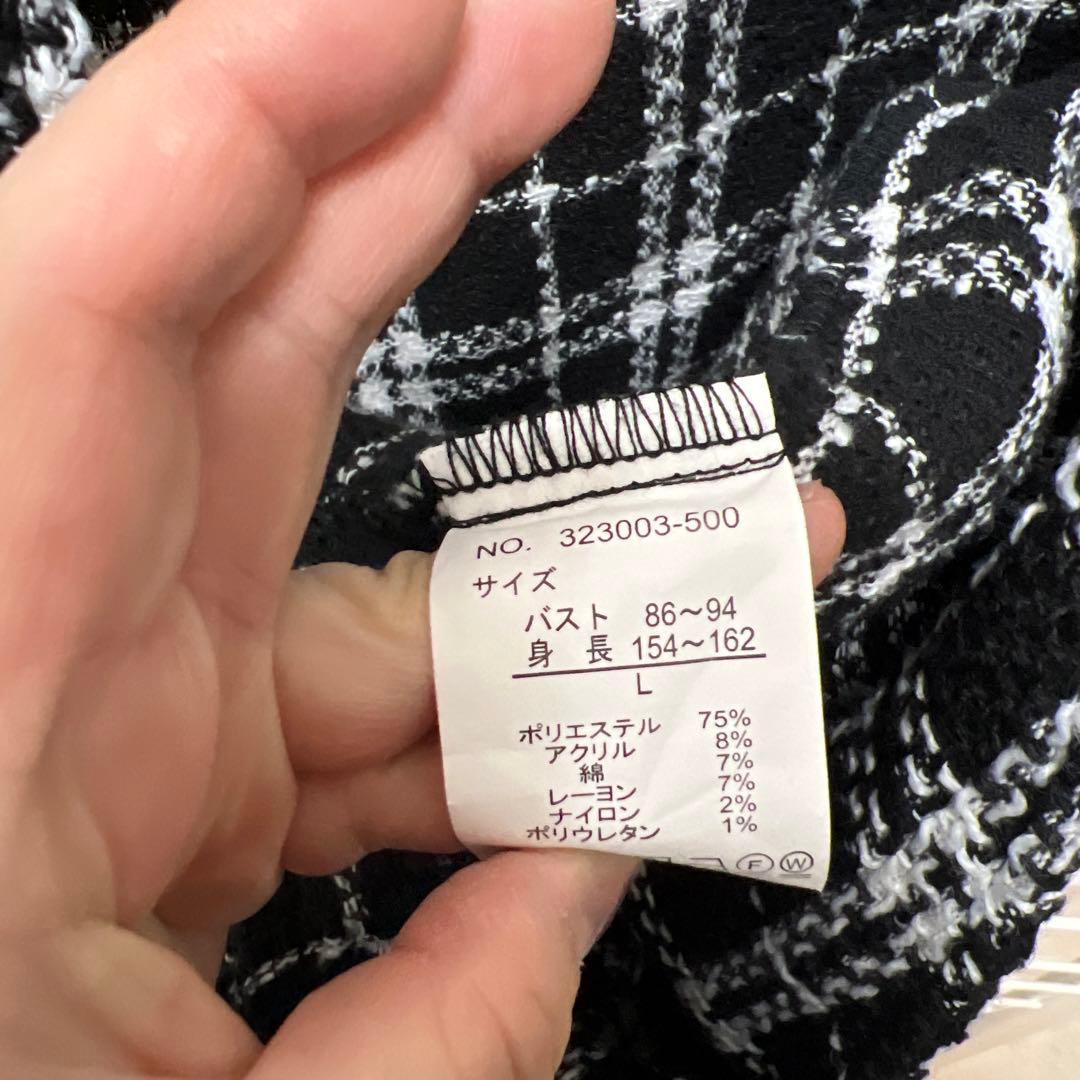 NO. 323003-500
サイズ
バスト 86～94
身 長 154～162
L
ポリエステル 75%
アクリル 8%
綿 7%
レーヨン 7%
ナイロン 2%
ポリウレタン 1%
F W